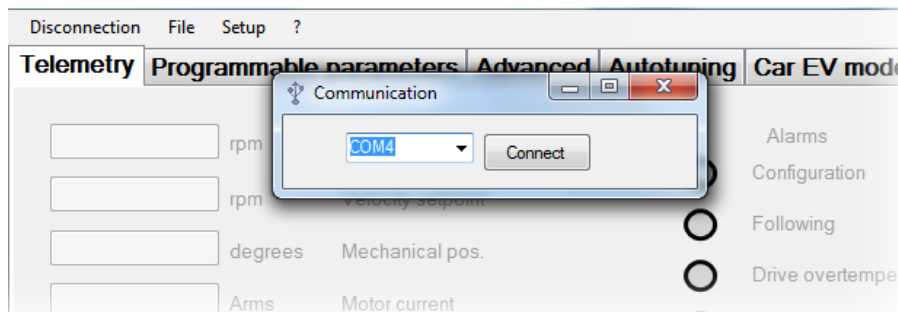 Disconnection File Setup ?
Telemetry Programmable parameters Advanced Autotuning Car EV mode
Communication
COM4 Connect
rpm
Alarms
Configuration
rpm Velocity setpoint
Following
degrees Mechanical pos.
Drive overtempe
Arms Motor current